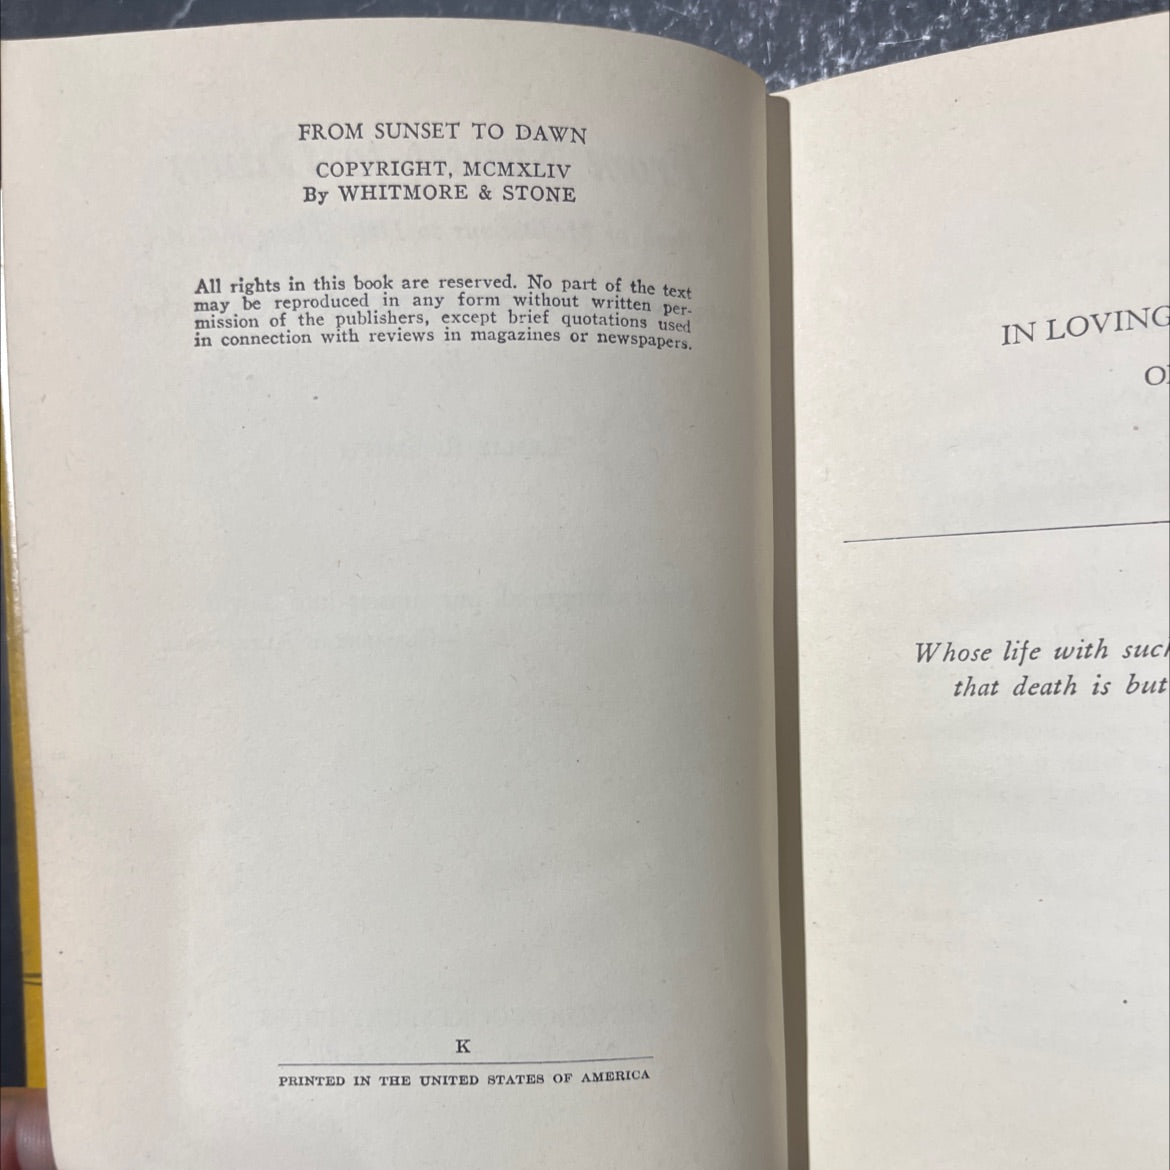 FROM SUNSET TO DAWN
COPYRIGHT, MCMXLIV
By WHITMORE & STONE
All rights in this book are reserved. No part of the text
may be reproduced in any form without written per-
mission of the publishers, except brief quotations used
in connection with reviews in magazines or newspapers.
K
PRINTED IN THE UNITED STATES OF AMERICA
IN LOVING
Whose life with such
that death is but